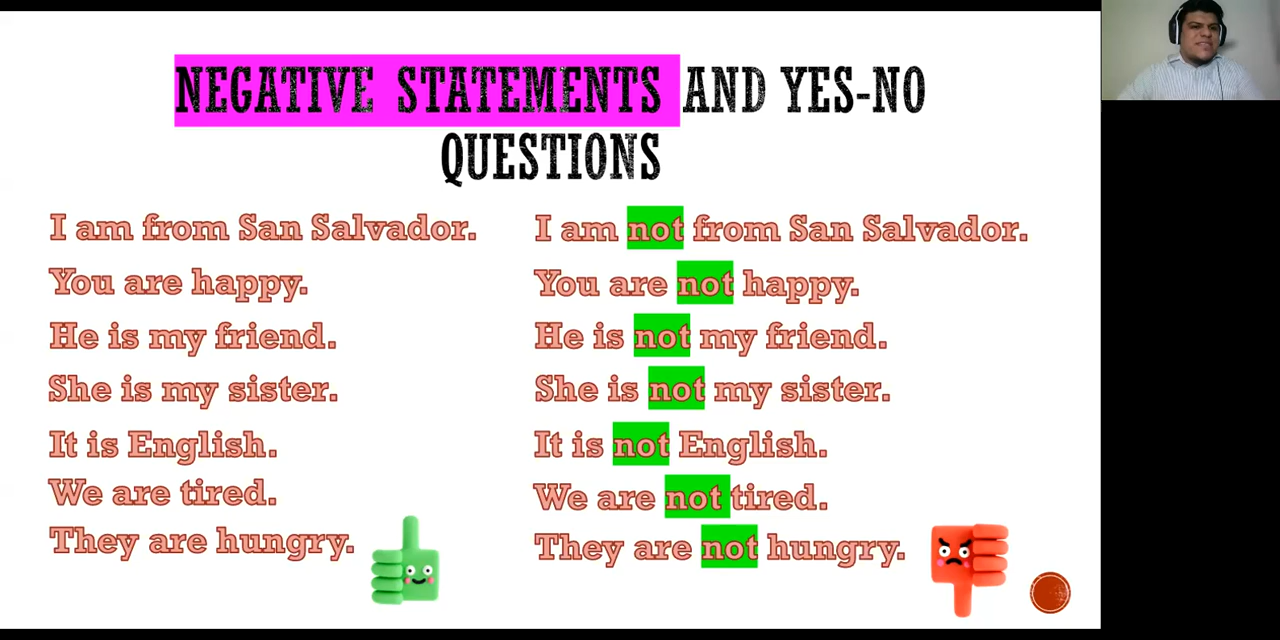 NEGATIVE STATEMENTS AND YES-NO
QUESTIONS
I am from San Salvador.
You are happy.
He is my friend.
She is my sister.
It is English.
We are tired.
They are hungry.
I am not from San Salvador.
You are not happy.
He is not my friend.
She is not my sister.
It is not English.
We are not tired.
They are not hungry.